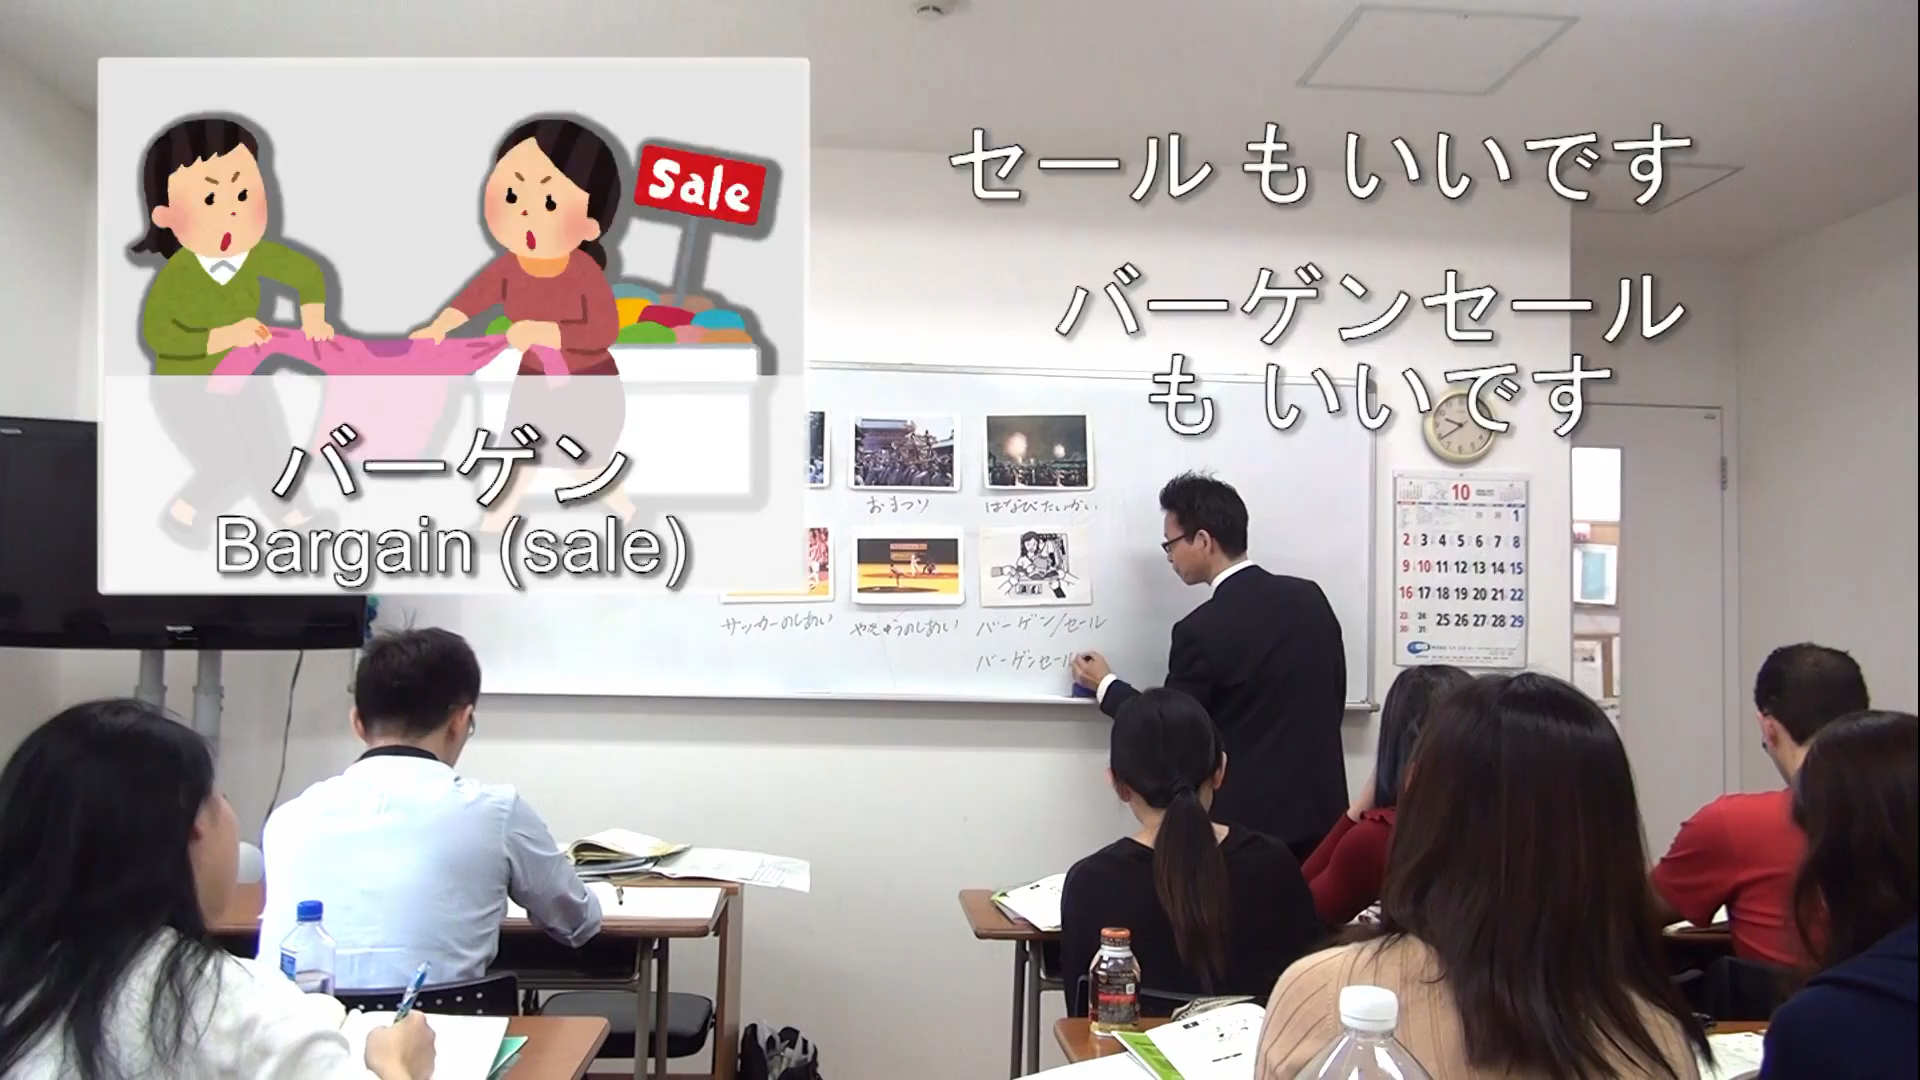 Sale
バーゲン
Bargain (sale)
セール も いいです
バーゲンセール
も いいです
おまつり
はなびたいかい
サッカーのしあい
やきゅうのしあい
バーゲン/セール
バーゲンセール
10
1
2 3 4 5 6 7 8
9 10 11 12 13 14 15
16 17 18 19 20 21 22
23 24 25 26 27 28 29
30 31